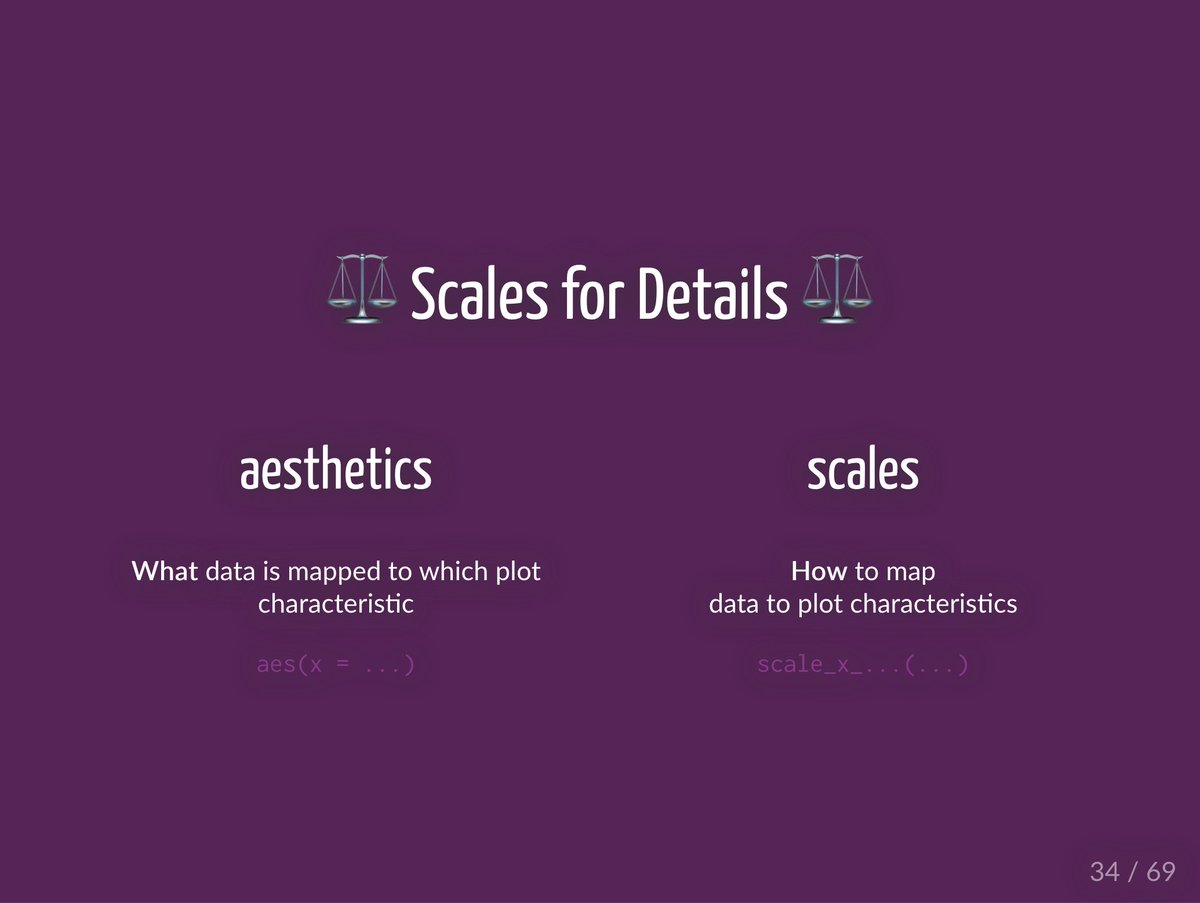 ⚖️ Scales for Details ⚖️
aesthetics
What data is mapped to which plot
characteristic
aes(x = ...)
scales
How to map
data to plot characteristics
scale_x_...(...)
34 / 69